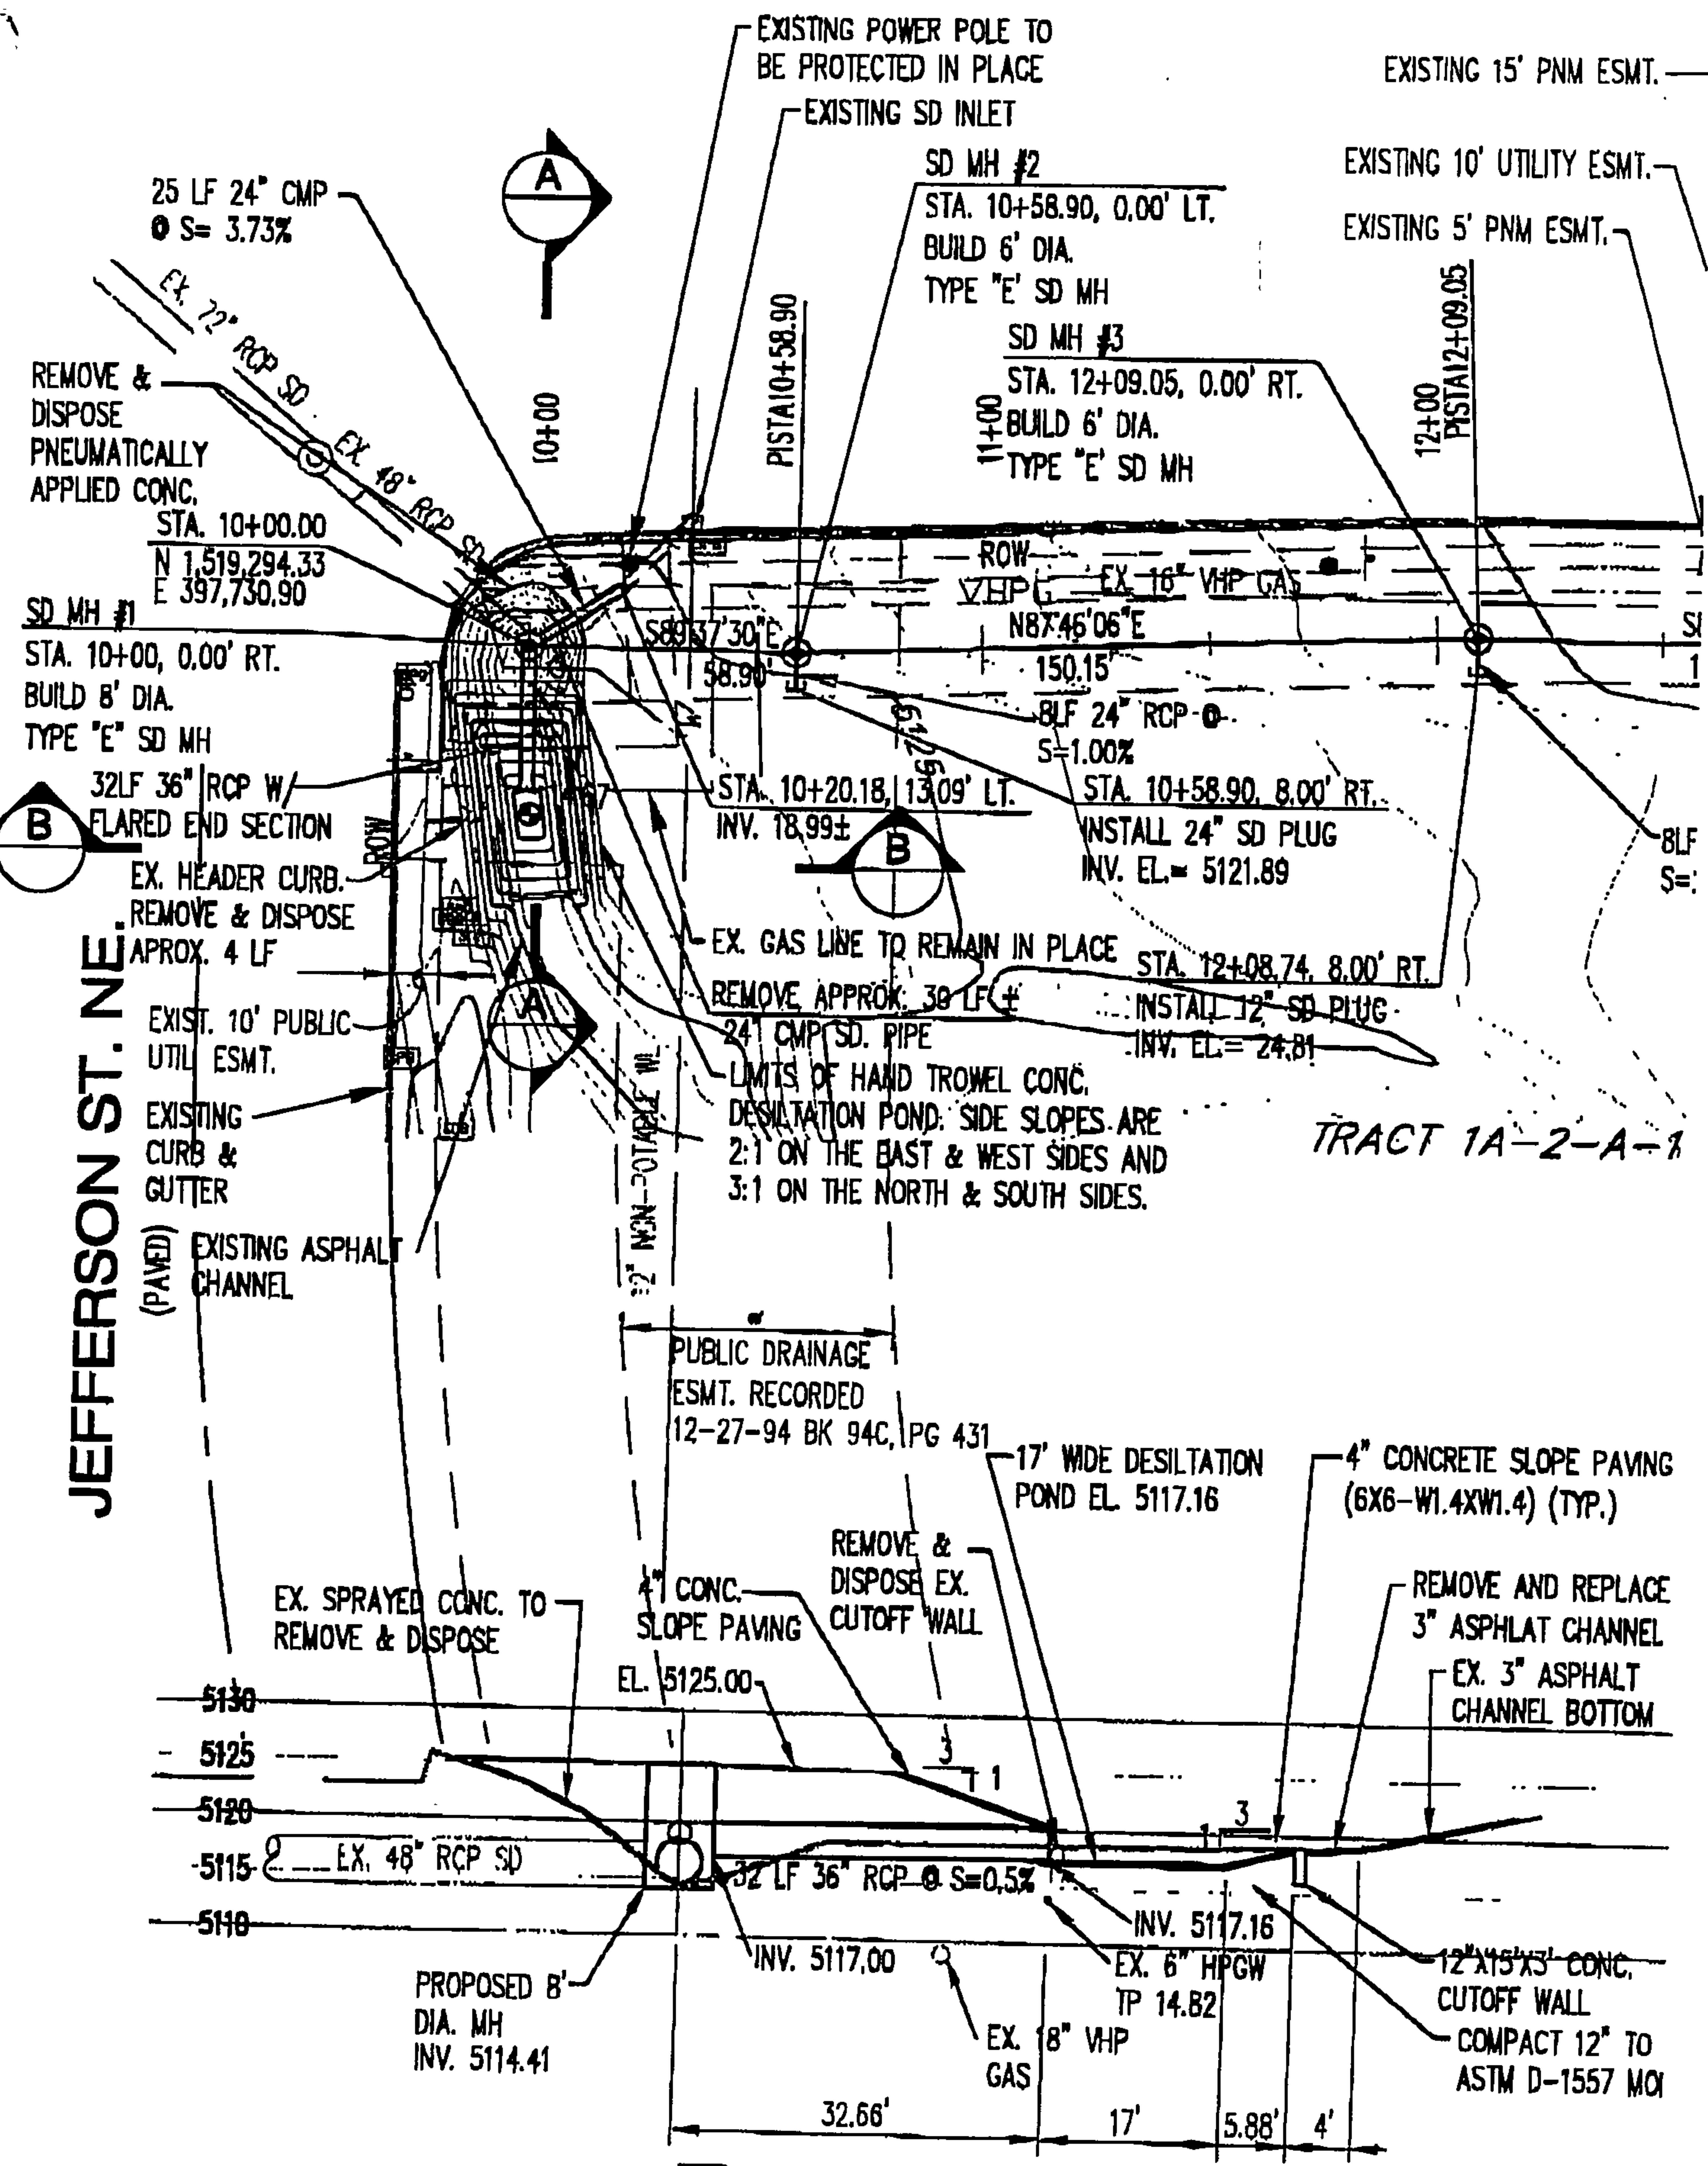 EXISTING POWER POLE TO
BE PROTECTED IN PLACE
EXISTING SD INLET
EXISTING 15' PNM ESMT.
EXISTING 10' UTILITY ESMT.
EXISTING 5' PNM ESMT.
A
25 LF 24" CMP
@ S= 3.73%
SD MH #2
STA. 10+58.90, 0.00' LT.
BUILD 6' DIA.
TYPE "E' SD MH
SD MH #3
STA. 12+09.05, 0.00' RT.
BUILD 6' DIA.
TYPE "E' SD MH
EX. 72" RCP SD
EX. 48" RCP SD
10+00
PISTA10+58.90
11+00
12+00
PISTA12+09.05
REMOVE &
DISPOSE
PNEUMATICALLY
APPLIED CONC.
STA. 10+00.00
N 1,519,294.33
E 397,730.90
SD MH #1
STA. 10+00, 0.00' RT.
BUILD 8' DIA.
TYPE "E" SD MH
32LF 36" RCP W/
FLARED END SECTION
B
EX. HEADER CURB.
REMOVE & DISPOSE
APROX. 4 LF
EXIST. 10' PUBLIC
UTIL ESMT.
EXISTING
CURB &
GUTTER
EXISTING ASPHALT
CHANNEL
JEFFERSON ST. NE.
(PAVED)
ROW
ROW
VHPG
EX. 16" VHP GAS
S89°37'30"E
58.90'
N87°46'06"E
150.15'
8LF 24" RCP @
S=1.00%
STA. 10+20.18, 13.09' LT.
INV. 18.99±
B
STA. 10+58.90, 8.00' RT.
INSTALL 24" SD PLUG
INV. EL.= 5121.89
8LF
S=
EX. GAS LINE TO REMAIN IN PLACE
STA. 12+08.74, 8.00' RT.
INSTALL 12" SD PLUG
INV. EL.= 24.81
REMOVE APPROX. 30 LF ±
24" CMP SD. PIPE
A
LIMITS OF HAND TROWEL CONC.
DESILTATION POND. SIDE SLOPES ARE
2:1 ON THE EAST & WEST SIDES AND
3:1 ON THE NORTH & SOUTH SIDES.
TRACT 1A-2-A-1
NON-POTABLE WL
PUBLIC DRAINAGE
ESMT. RECORDED
12-27-94 BK 94C, PG 431
17' WIDE DESILTATION
POND EL. 5117.16
4" CONCRETE SLOPE PAVING
(6X6-W1.4XW1.4) (TYP.)
REMOVE &
DISPOSE EX.
CUTOFF WALL
REMOVE AND REPLACE
3" ASPHLAT CHANNEL
EX. 3" ASPHALT
CHANNEL BOTTOM
EX. SPRAYED CONC. TO
REMOVE & DISPOSE
4" CONC.
SLOPE PAVING
EL. 5125.00
5130
5125
5120
5115
5110
3
1
3
1
EX. 48" RCP SD
32 LF 36" RCP @ S=0.5%
INV. 5117.00
INV. 5117.16
EX. 6" HPGW
TP 14.82
12"X15'X3' CONC.
CUTOFF WALL
COMPACT 12" TO
ASTM D-1557 MO
PROPOSED 8'
DIA. MH
INV. 5114.41
EX. 18" VHP
GAS
32.66'
17'
5.88'
4'